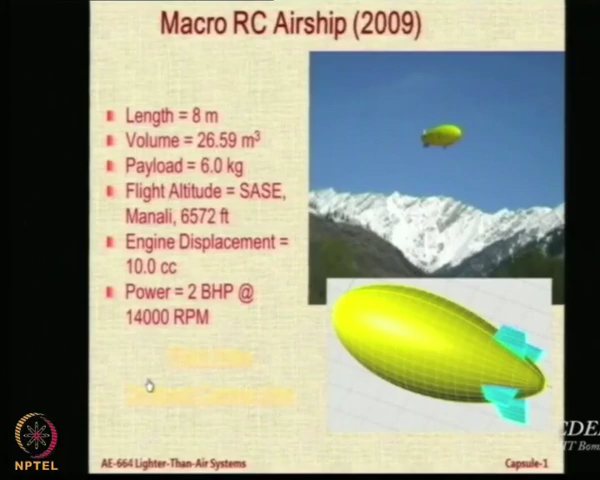 Macro RC Airship (2009)
Length = 8 m
Volume = 26.59 m³
Payload = 6.0 kg
Flight Altitude = SASE,
Manali, 6572 ft
Engine Displacement =
10.0 cc
Power = 2 BHP @
14000 RPM
NPTEL
AE-664 Lighter-Than-Air Systems
Capsule-1